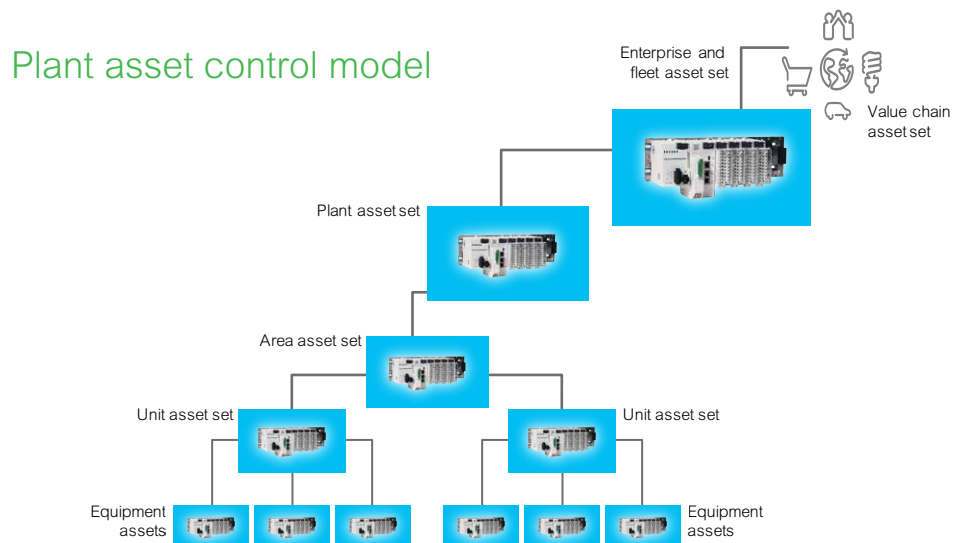 Plant asset control model
Enterprise and
fleet asset set
Value chain
asset set
Plant asset set
Area asset set
Unit asset set
Unit asset set
Equipment
assets
Equipment
assets